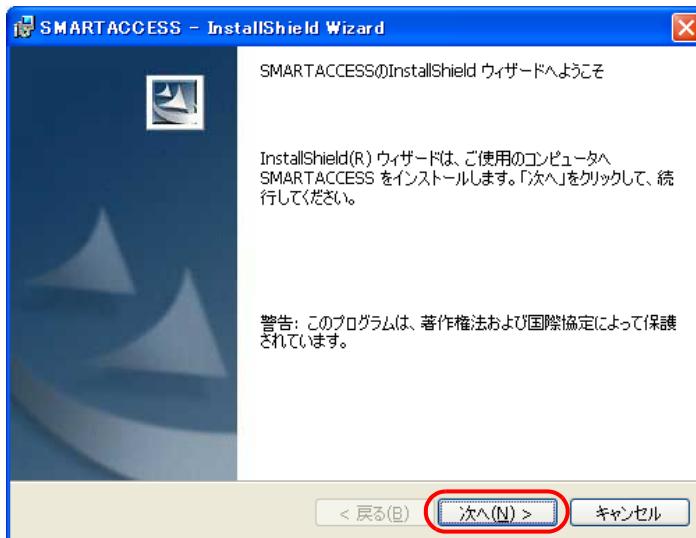 SMARTACCESS - InstallShield Wizard
SMARTACCESSのInstallShield ウィザードへようこそ
InstallShield(R) ウィザードは、ご使用のコンピュータへ
SMARTACCESS をインストールします。「次へ」をクリックして、続
行してください。
警告: このプログラムは、著作権法および国際協定によって保護
されています。
< 戻る(B)
次へ(N) >
キャンセル